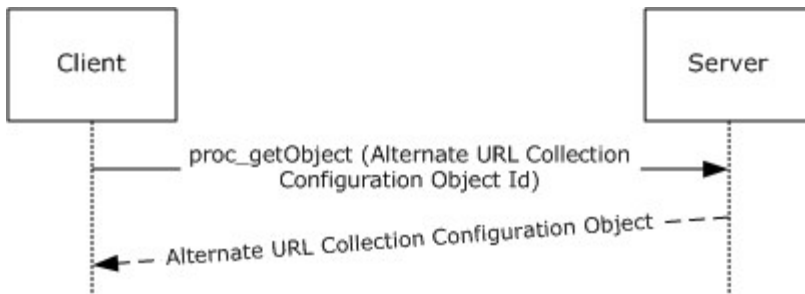 Client
Server
proc_getObject (Alternate URL Collection
Configuration Object Id)
Alternate URL Collection Configuration Object